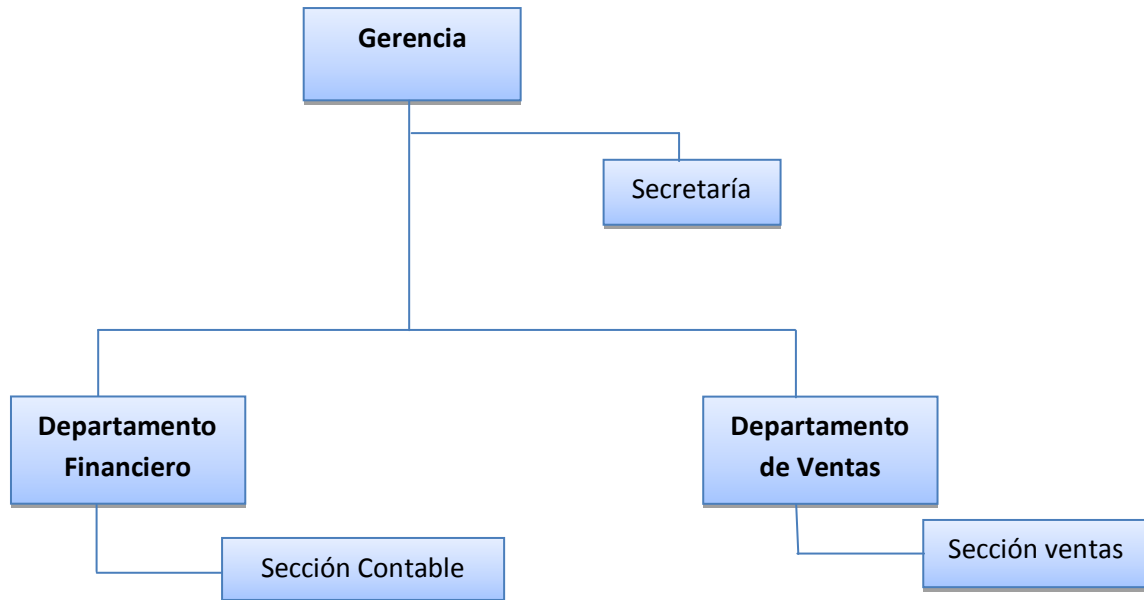 Gerencia
Secretaría
Departamento
Financiero
Departamento
de Ventas
Sección Contable
Sección ventas